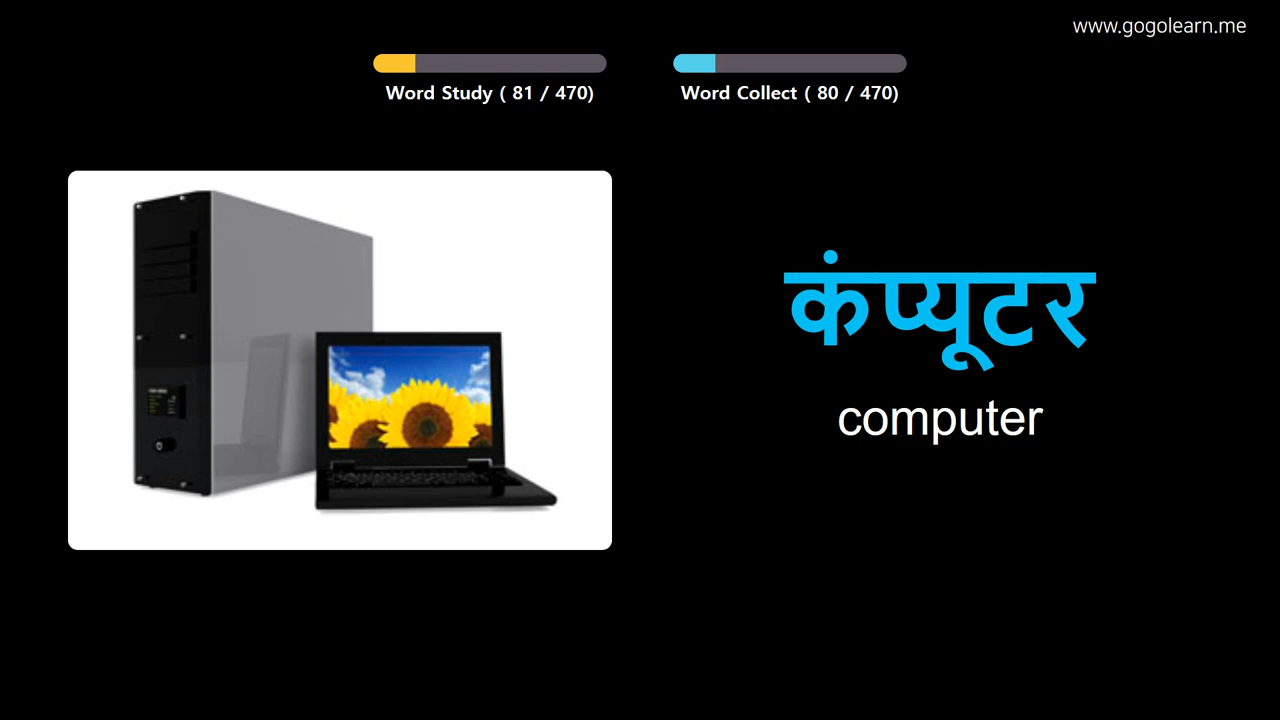 www.gogolearn.me
Word Study ( 81 / 470)
Word Collect ( 80 / 470)
कंप्यूटर
computer